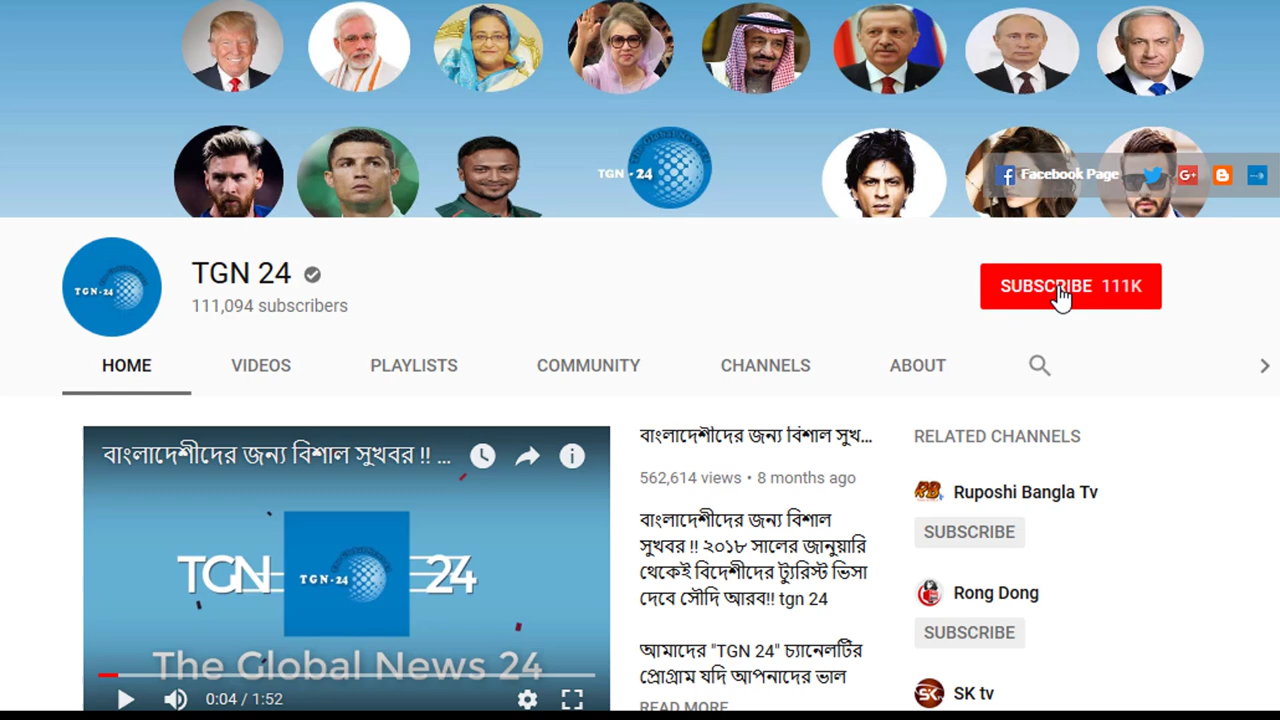 TGN - 24
Facebook Page
TGN-24
TGN 24
111,094 subscribers
SUBSCRIBE 111K
HOME
VIDEOS
PLAYLISTS
COMMUNITY
CHANNELS
ABOUT
বাংলাদেশীদের জন্য বিশাল সুখবর !! ...
TGN
TGN-24
24
The Global News 24
0:04 / 1:52
বাংলাদেশীদের জন্য বিশাল সুখ...
562,614 views • 8 months ago
বাংলাদেশীদের জন্য বিশাল
সুখবর !! ২০১৮ সালের জানুয়ারি
থেকেই বিদেশীদের ট্যুরিস্ট ভিসা
দেবে সৌদি আরব!! tgn 24
আমাদের "TGN 24" চ্যানেলটির
প্রোগ্রাম যদি আপনাদের ভাল
READ MORE
RELATED CHANNELS
Ruposhi Bangla Tv
SUBSCRIBE
Rong Dong
SUBSCRIBE
SK tv